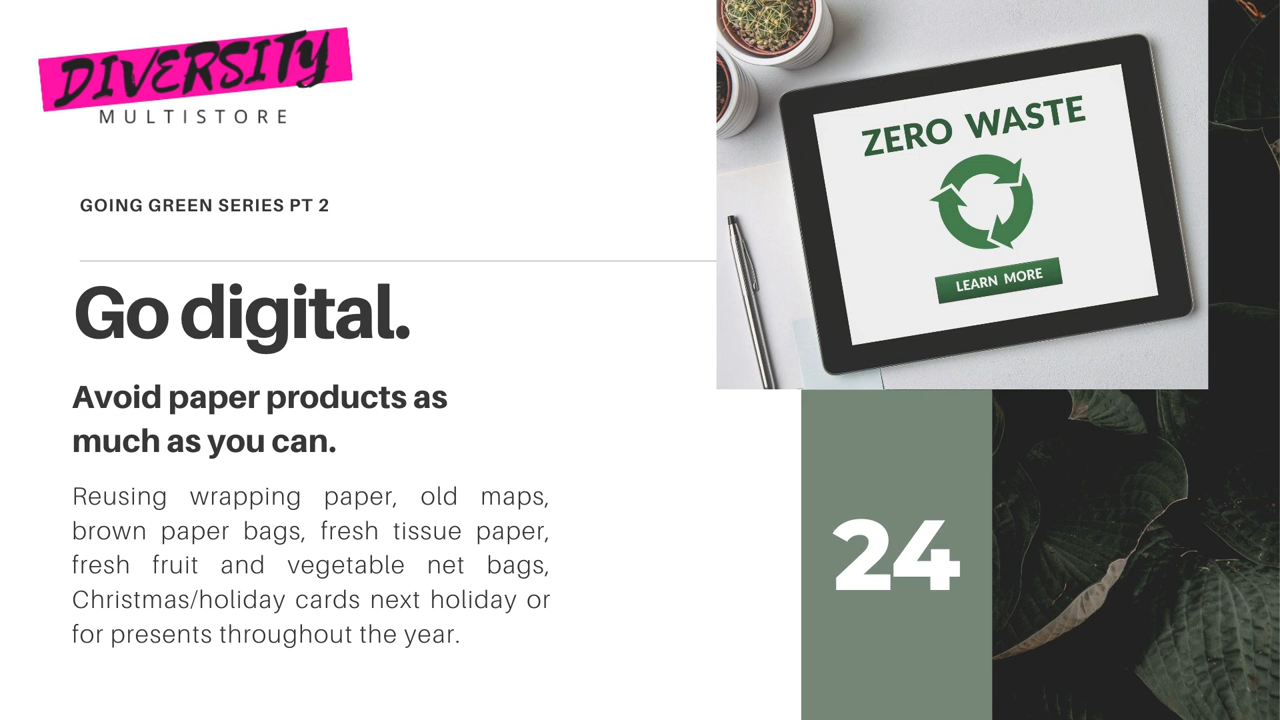 DIVERSITY
MULTISTORE
GOING GREEN SERIES PT 2
Go digital.
Avoid paper products as
much as you can.
Reusing wrapping paper, old maps,
brown paper bags, fresh tissue paper,
fresh fruit and vegetable net bags,
Christmas/holiday cards next holiday or
for presents throughout the year.
ZERO WASTE
LEARN MORE
24